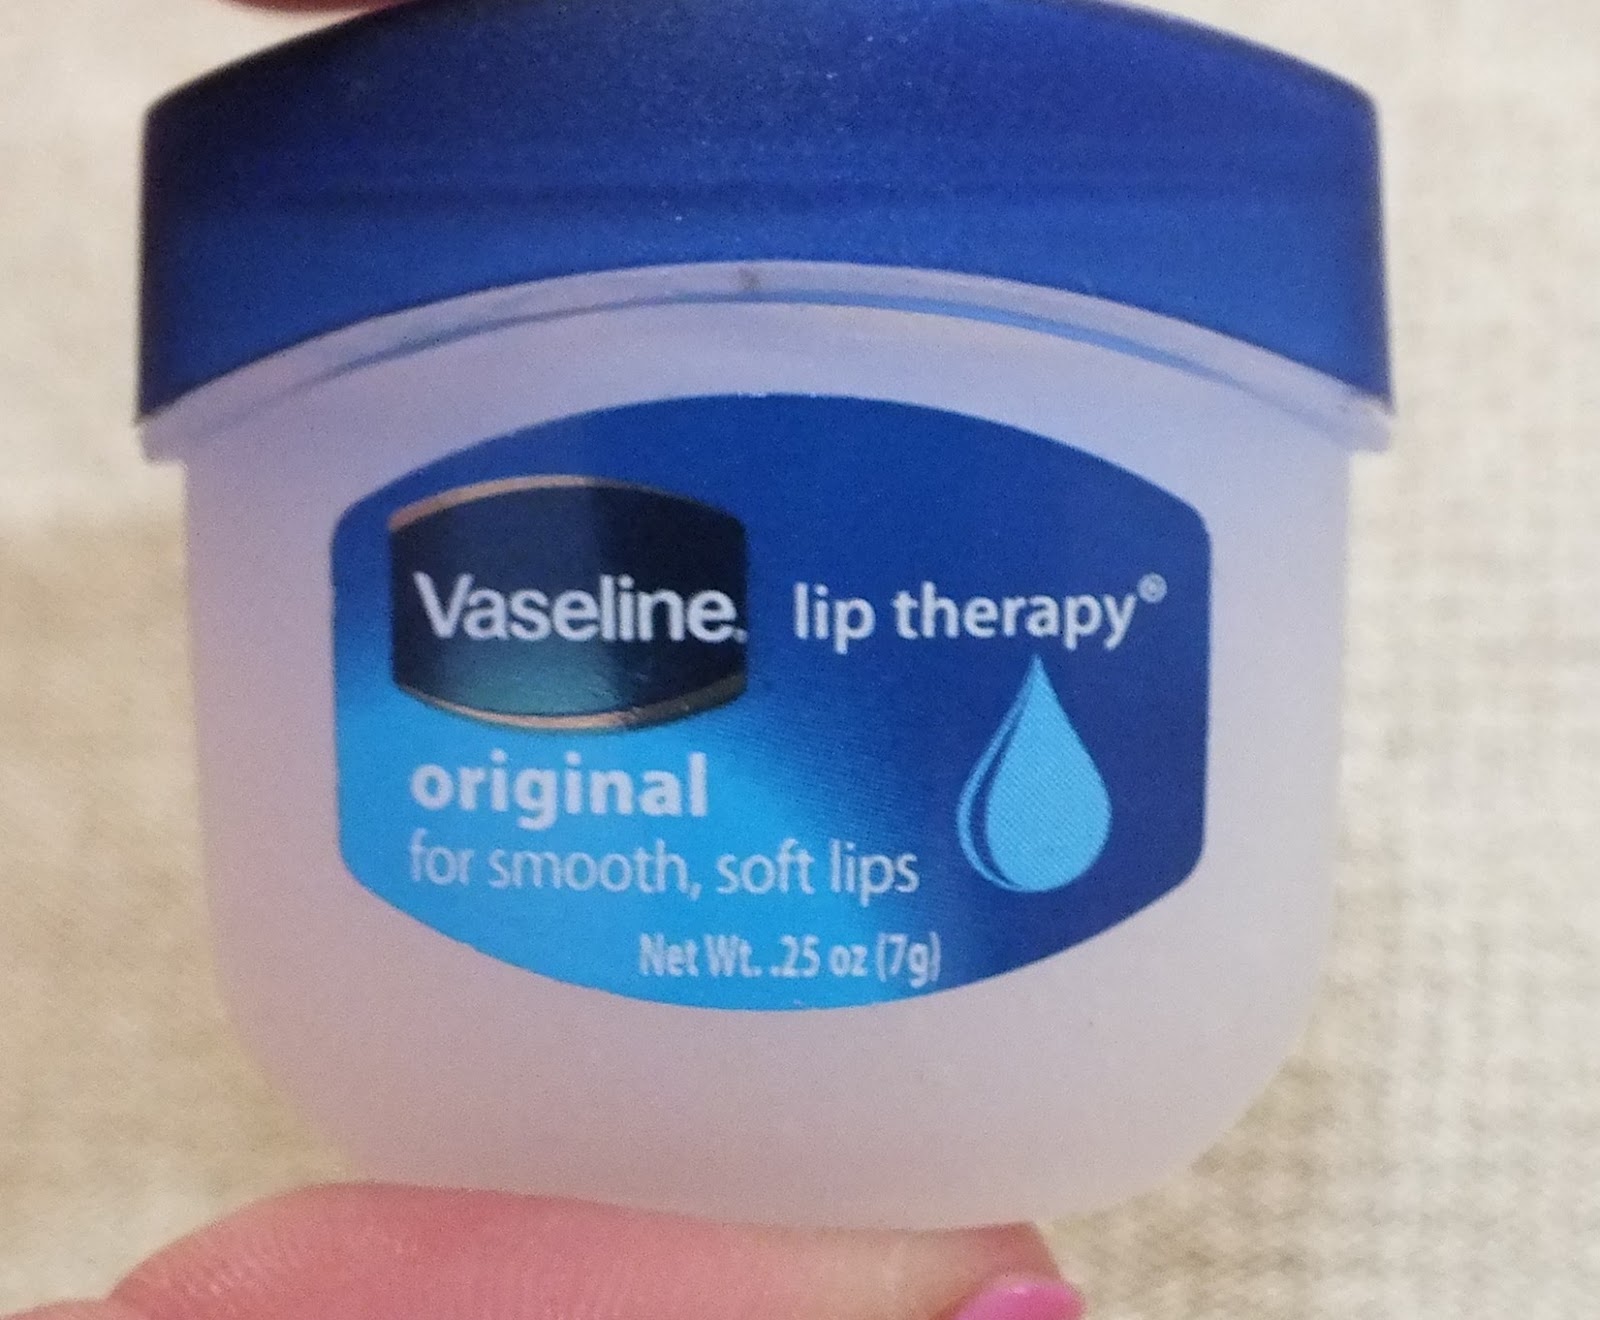 Vaseline. lip therapy®
original
for smooth, soft lips
Net Wt. .25 oz (7g)